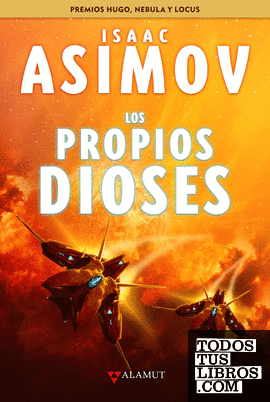 PREMIOS HUGO, NEBULA Y LOCUS
ISAAC
ASIMOV
LOS
PROPIOS
DIOSES
ALAMUT
TODOS
TUS
LIBROS
.COM